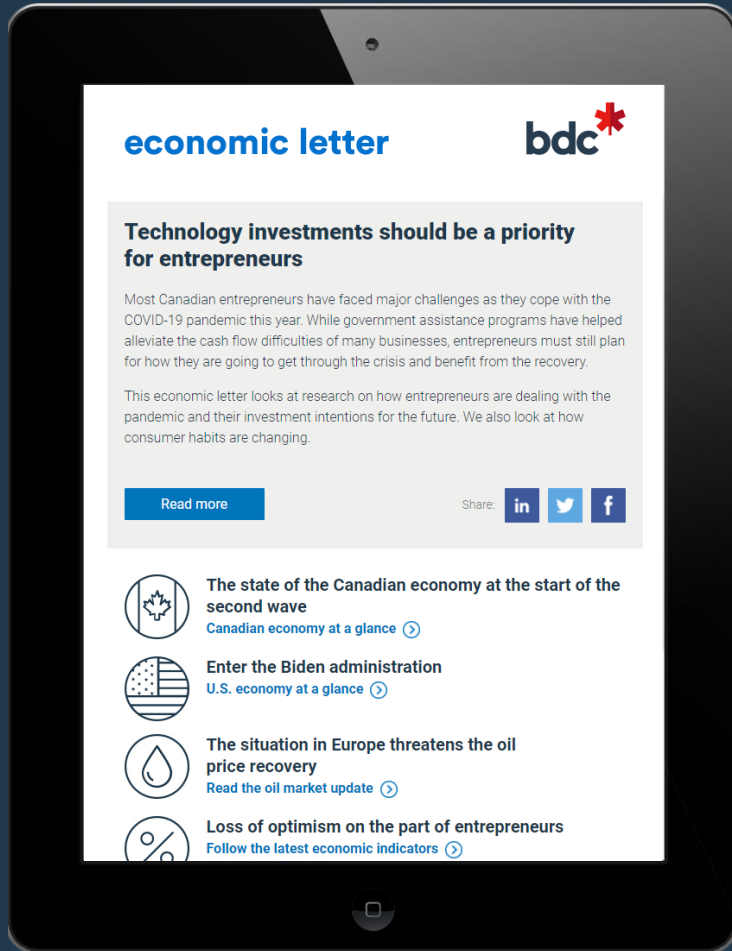 economic letter
bdc
Technology investments should be a priority
for entrepreneurs
Most Canadian entrepreneurs have faced major challenges as they cope with the
COVID-19 pandemic this year. While government assistance programs have helped
alleviate the cash flow difficulties of many businesses, entrepreneurs must still plan
for how they are going to get through the crisis and benefit from the recovery.
This economic letter looks at research on how entrepreneurs are dealing with the
pandemic and their investment intentions for the future. We also look at how
consumer habits are changing.
Read more
Share:
in
f
The state of the Canadian economy at the start of the
second wave
Canadian economy at a glance
Enter the Biden administration
U.S. economy at a glance
The situation in Europe threatens the oil
price recovery
Read the oil market update
Loss of optimism on the part of entrepreneurs
Follow the latest economic indicators